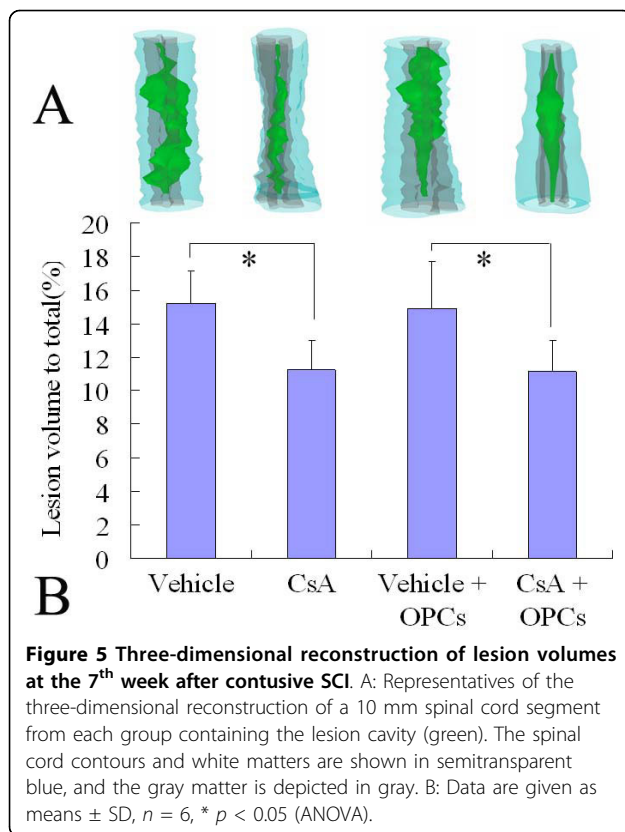 A
20
18
16
14
12
10
8
6
4
2
0
Lesion volume to total(%)
*
*
Vehicle
CsA
Vehicle +
OPCs
CsA +
OPCs
B
Figure 5 Three-dimensional reconstruction of lesion volumes
at the 7th week after contusive SCI. A: Representatives of the
three-dimensional reconstruction of a 10 mm spinal cord segment
from each group containing the lesion cavity (green). The spinal
cord contours and white matters are shown in semitransparent
blue, and the gray matter is depicted in gray. B: Data are given as
means ± SD, n = 6, * p < 0.05 (ANOVA).